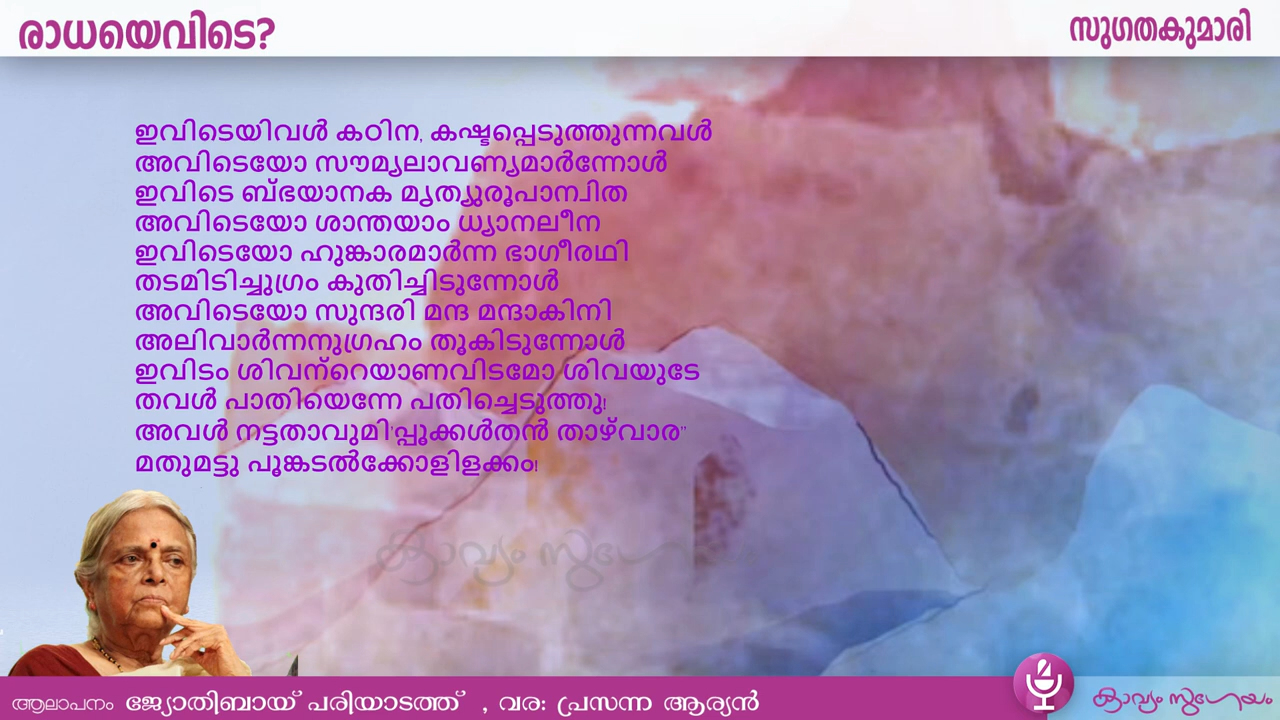 രാധയെവിടെ?
സുഗതകുമാരി
ഇവിടെയിവൾ കഠിന, കഷ്ടപ്പെടുത്തുന്നവൾ
അവിടെയോ സൗമ്യലാവണ്യമാർന്നോൾ
ഇവിടെ ബ്ഭയാനക മൃത്യുരൂപാന്വിത
അവിടെയോ ശാന്തയാം ധ്യാനലീന
ഇവിടെയോ ഹുങ്കാരമാർന്ന ഭാഗീരഥി
തടമിടിച്ചുഗ്രം കുതിച്ചിടുന്നോൾ
അവിടെയോ സുന്ദരി മന്ദ മന്ദാകിനി
അലിവാർന്നനുഗ്രഹം തൂകിടുന്നോൾ
ഇവിടം ശിവന്റെയാണവിടമോ ശിവയുടേ
തവൾ പാതിയെന്നേ പതിച്ചെടുത്തു!
അവൾ നട്ടതാവുമി"പ്പൂക്കൾതൻ താഴ്വാര"
മതുമട്ടു പൂങ്കടൽക്കോളിളക്കം!
കാവ്യം സുഗേയം
ആലാപനം ജ്യോതിബായ് പരിയാടത്ത് , വര: പ്രസന്ന ആര്യൻ
കാവ്യം സുഗേയം